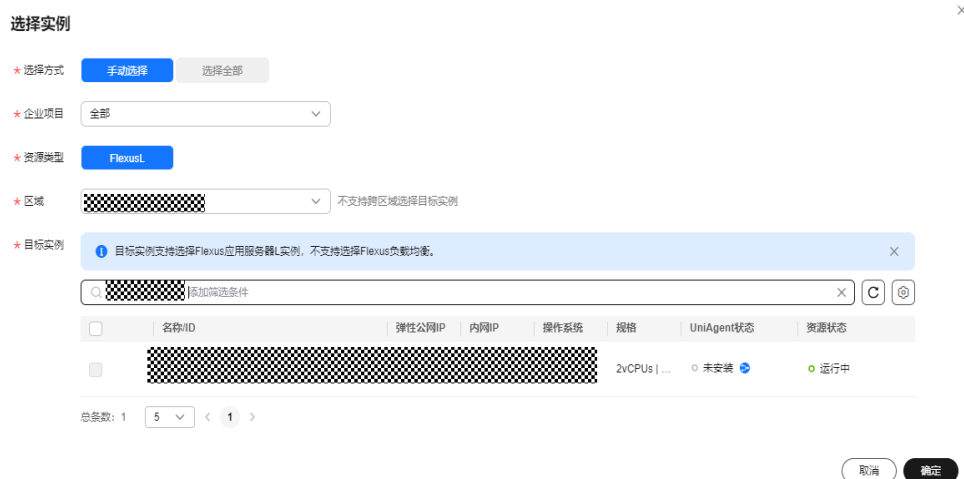 选择实例
* 选择方式 手动选择 选择全部
* 企业项目 全部
* 资源类型 FlexusL
* 区域 不支持跨区域选择目标实例
* 目标实例 目标实例支持选择Flexus应用服务器L实例，不支持选择Flexus负载均衡。
添加筛选条件
名称/ID 弹性公网IP 内网IP 操作系统 规格 UniAgent状态 资源状态
2vCPUs | ... 未安装 运行中
总条数: 1 5 < 1 >
取消 确定